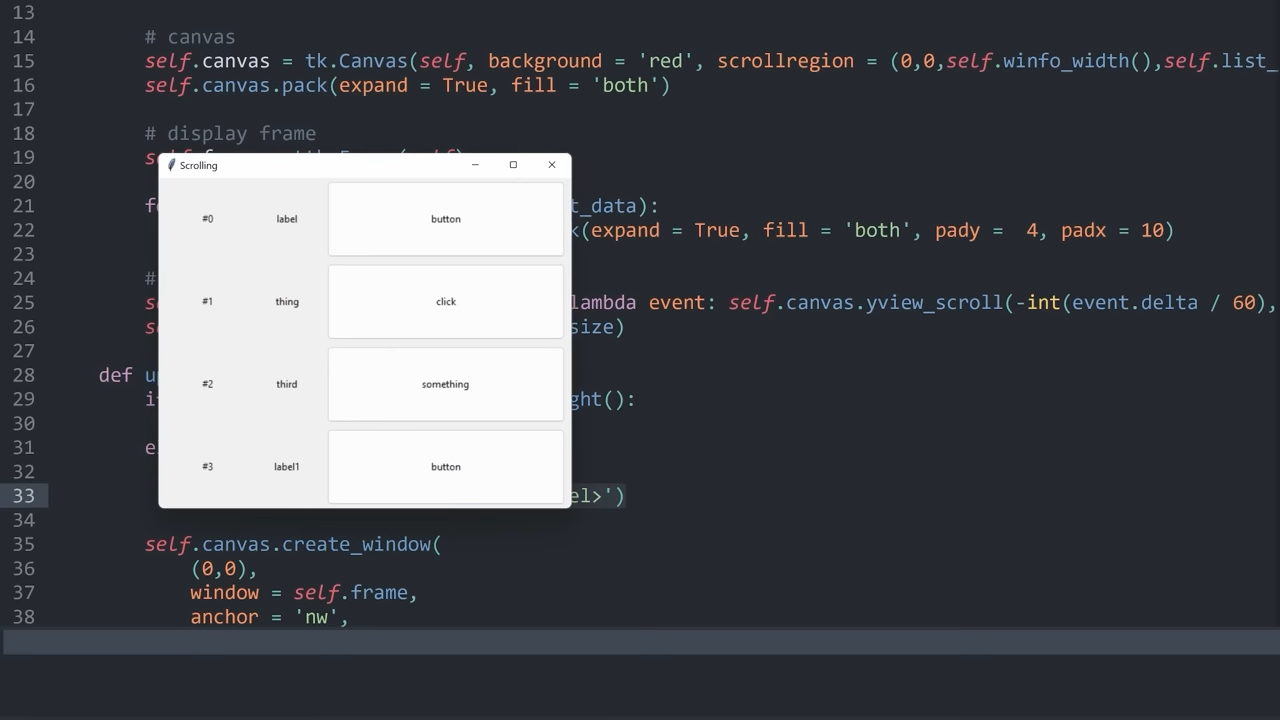 13
14 # canvas
15 self.canvas = tk.Canvas(self, background = 'red', scrollregion = (0,0,self.winfo_width(),self.list_
16 self.canvas.pack(expand = True, fill = 'both')
17
18 # display frame
19
20
21 t_data):
22 (expand = True, fill = 'both', pady = 4, padx = 10)
23
24 #
25 lambda event: self.canvas.yview_scroll(-int(event.delta / 60),
26 size)
27
28 def
29 ght():
30
31
32
33 el>')
34
35 self.canvas.create_window(
36 (0,0),
37 window = self.frame,
38 anchor = 'nw',
Scrolling
#0 label button
#1 thing click
#2 third something
#3 label1 button